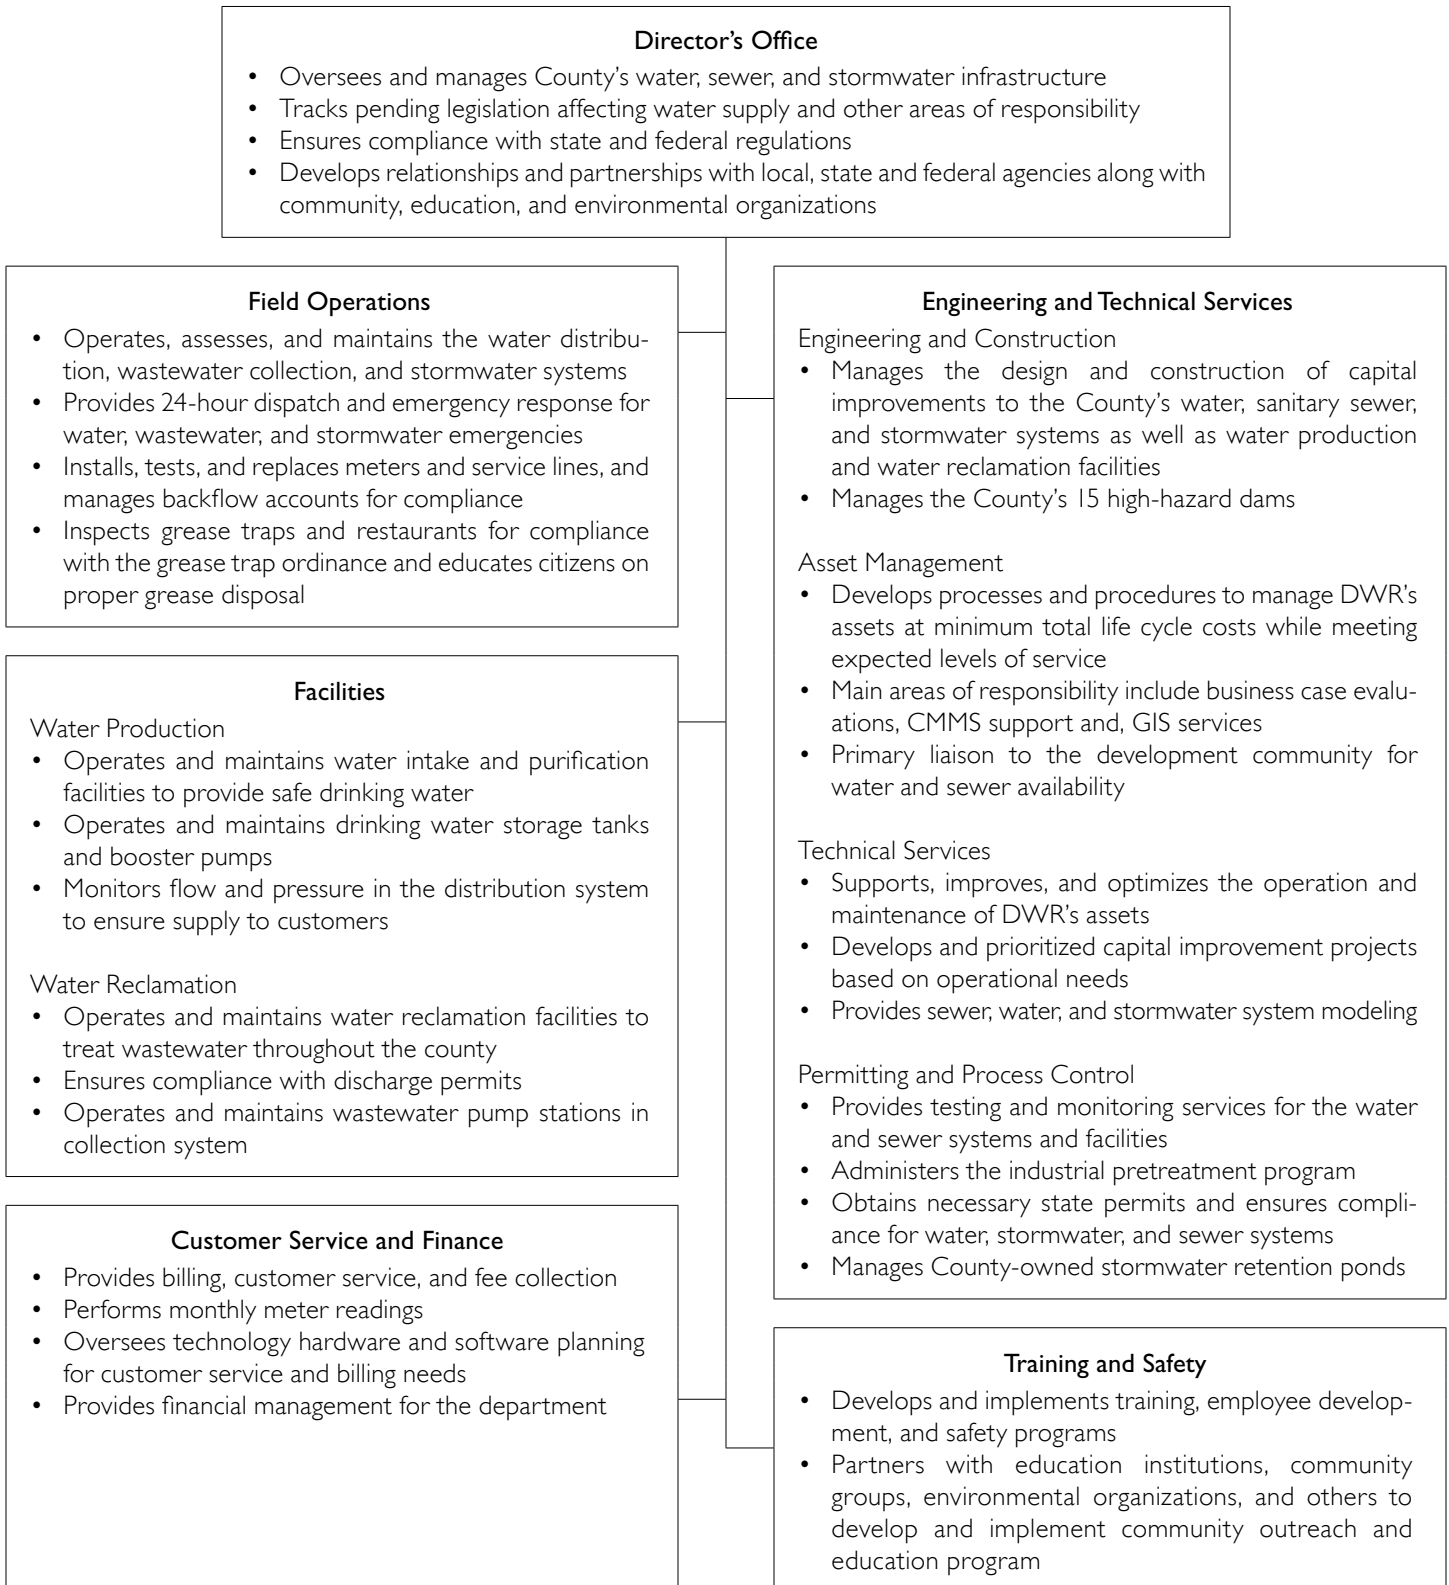 Director’s Office
• Oversees and manages County’s water, sewer, and stormwater infrastructure
• Tracks pending legislation affecting water supply and other areas of responsibility
• Ensures compliance with state and federal regulations
• Develops relationships and partnerships with local, state and federal agencies along with
community, education, and environmental organizations
Field Operations
• Operates, assesses, and maintains the water distribu-
tion, wastewater collection, and stormwater systems
• Provides 24-hour dispatch and emergency response for
water, wastewater, and stormwater emergencies
• Installs, tests, and replaces meters and service lines, and
manages backflow accounts for compliance
• Inspects grease traps and restaurants for compliance
with the grease trap ordinance and educates citizens on
proper grease disposal
Facilities
Water Production
• Operates and maintains water intake and purification
facilities to provide safe drinking water
• Operates and maintains drinking water storage tanks
and booster pumps
• Monitors flow and pressure in the distribution system
to ensure supply to customers
Water Reclamation
• Operates and maintains water reclamation facilities to
treat wastewater throughout the county
• Ensures compliance with discharge permits
• Operates and maintains wastewater pump stations in
collection system
Customer Service and Finance
• Provides billing, customer service, and fee collection
• Performs monthly meter readings
• Oversees technology hardware and software planning
for customer service and billing needs
• Provides financial management for the department
Engineering and Technical Services
Engineering and Construction
• Manages the design and construction of capital
improvements to the County’s water, sanitary sewer,
and stormwater systems as well as water production
and water reclamation facilities
• Manages the County’s 15 high-hazard dams
Asset Management
• Develops processes and procedures to manage DWR’s
assets at minimum total life cycle costs while meeting
expected levels of service
• Main areas of responsibility include business case evalu-
ations, CMMS support and, GIS services
• Primary liaison to the development community for
water and sewer availability
Technical Services
• Supports, improves, and optimizes the operation and
maintenance of DWR’s assets
• Develops and prioritized capital improvement projects
based on operational needs
• Provides sewer, water, and stormwater system modeling
Permitting and Process Control
• Provides testing and monitoring services for the water
and sewer systems and facilities
• Administers the industrial pretreatment program
• Obtains necessary state permits and ensures compli-
ance for water, stormwater, and sewer systems
• Manages County-owned stormwater retention ponds
Training and Safety
• Develops and implements training, employee develop-
ment, and safety programs
• Partners with education institutions, community
groups, environmental organizations, and others to
develop and implement community outreach and
education program